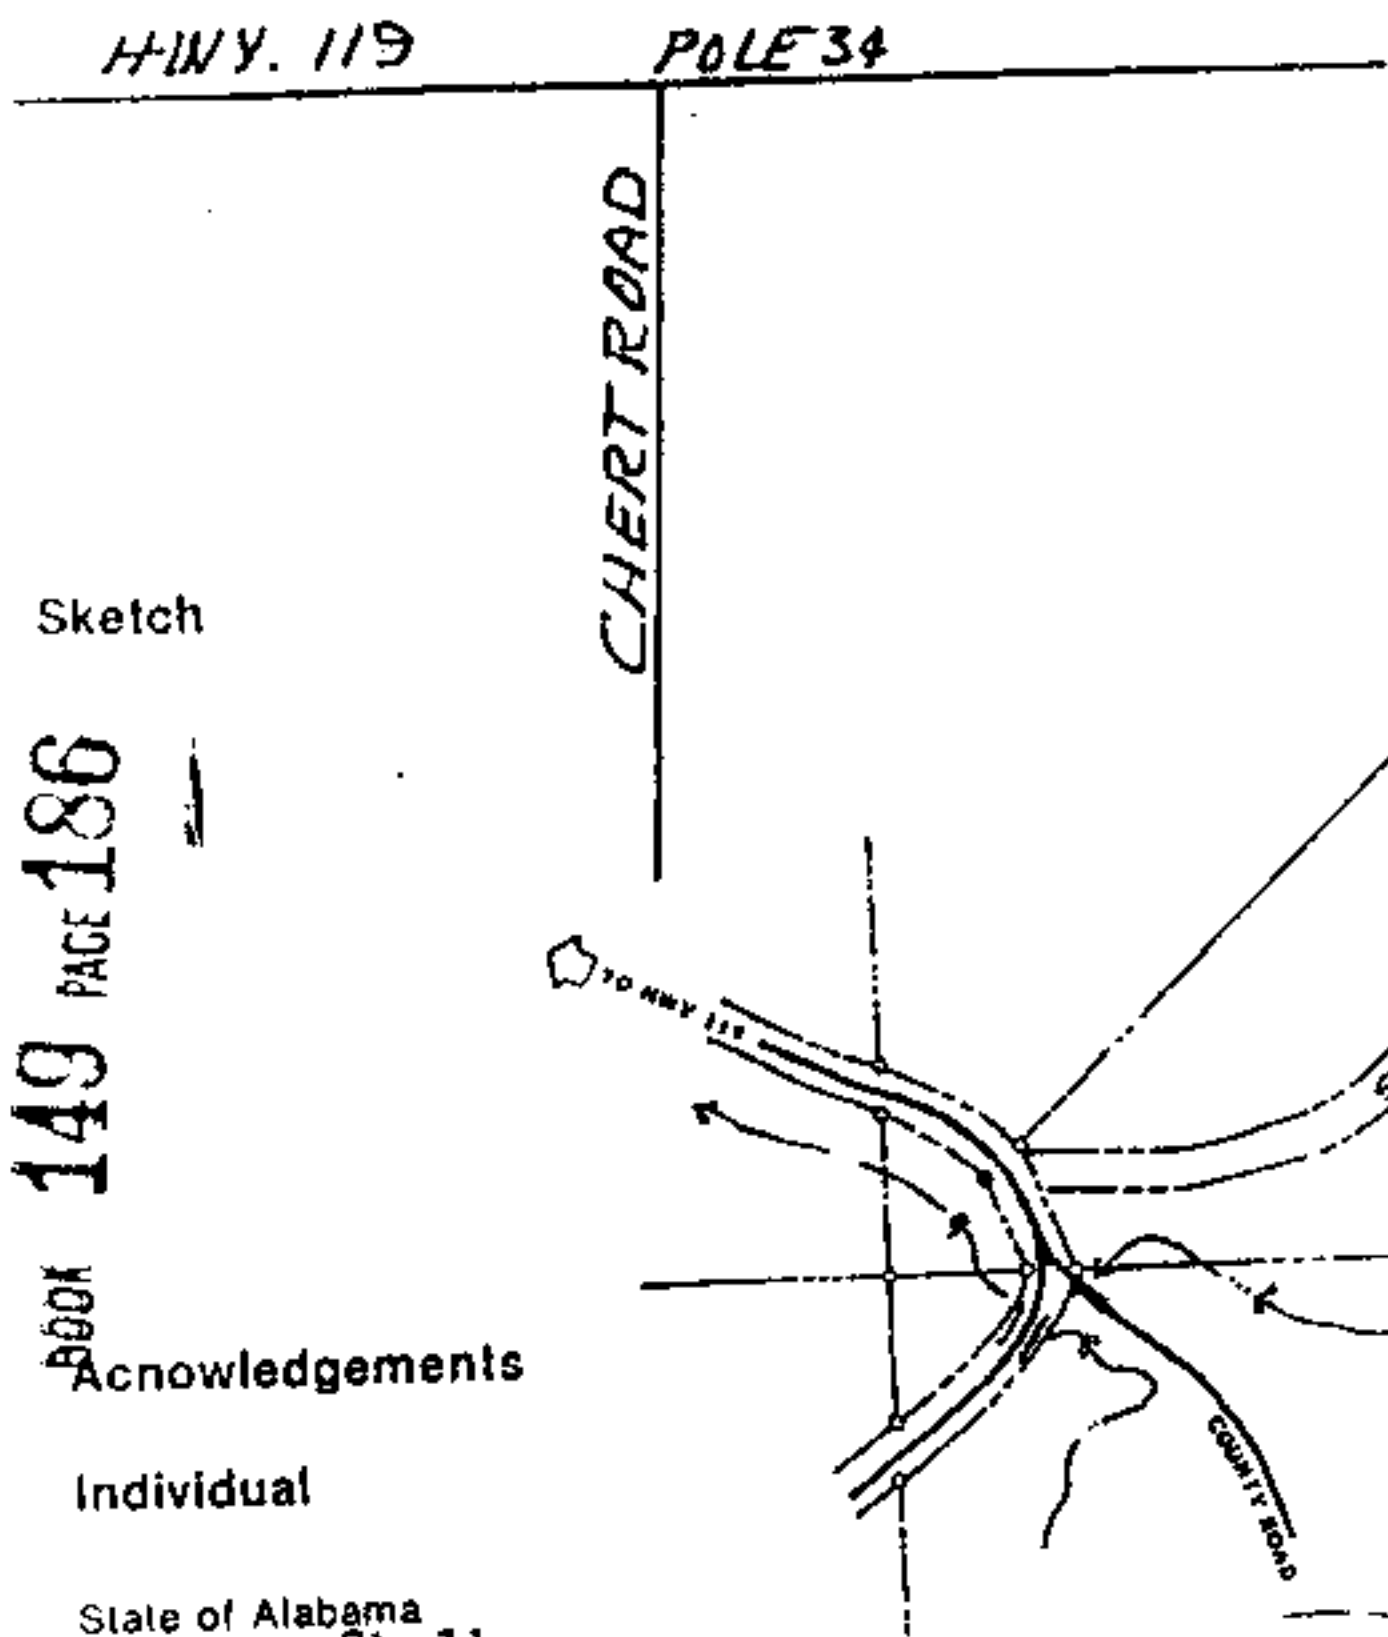 HWY. 119 POLE 34
CHERT ROAD
Sketch
BOOK 149 PAGE 186
TO HWY 119
COUNTY ROAD
Acnowledgements
Individual
State of Alabama